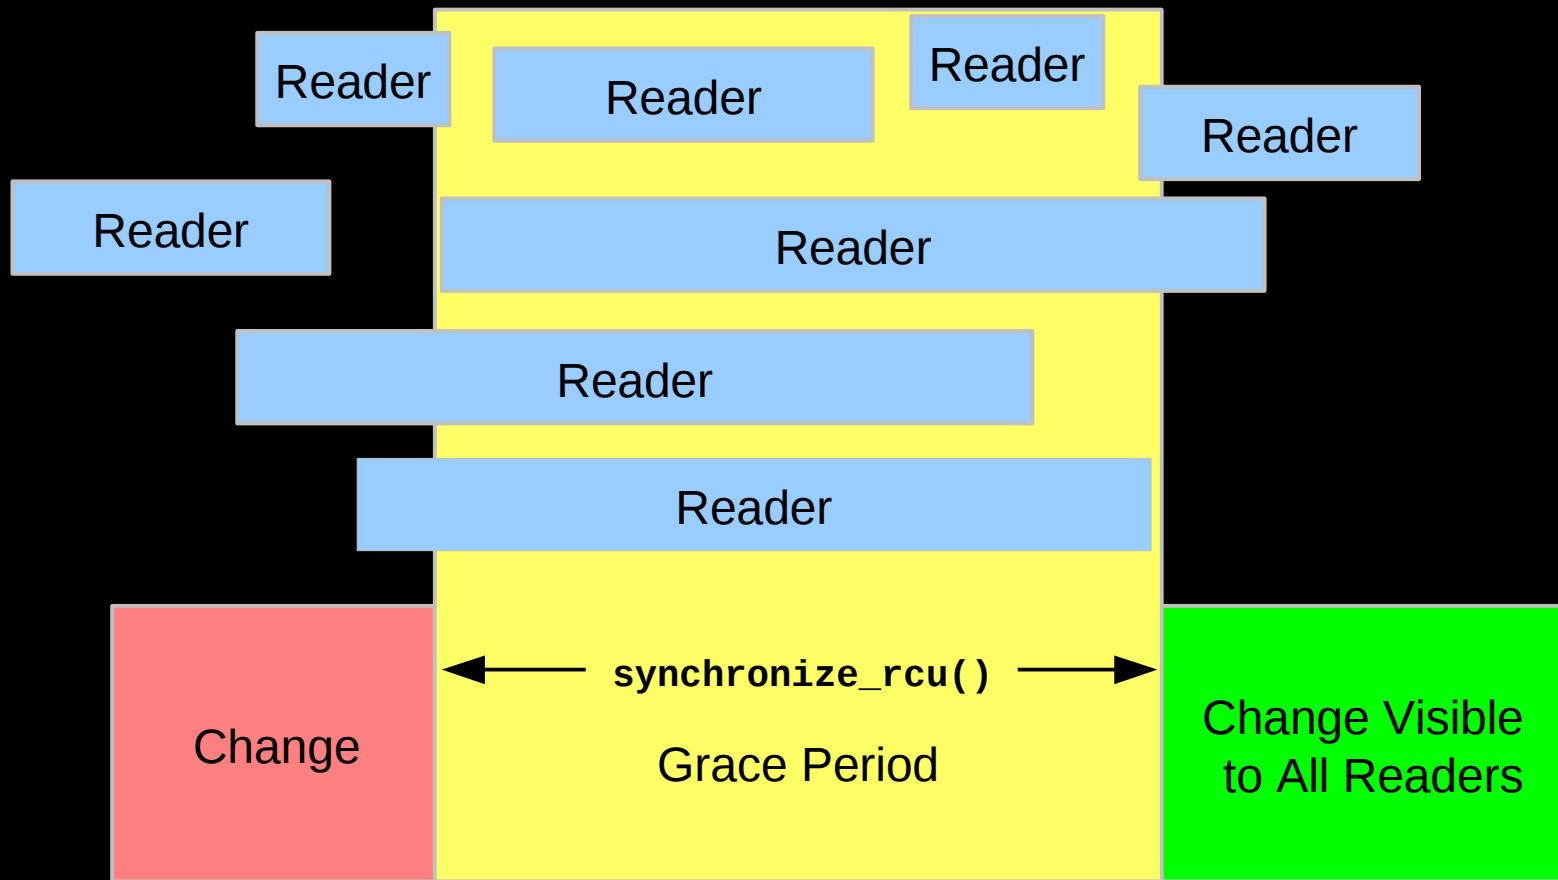 Reader
Reader
Reader
Reader
Reader
Reader
Reader
Reader
synchronize_rcu()
Change
Grace Period
Change Visible
to All Readers